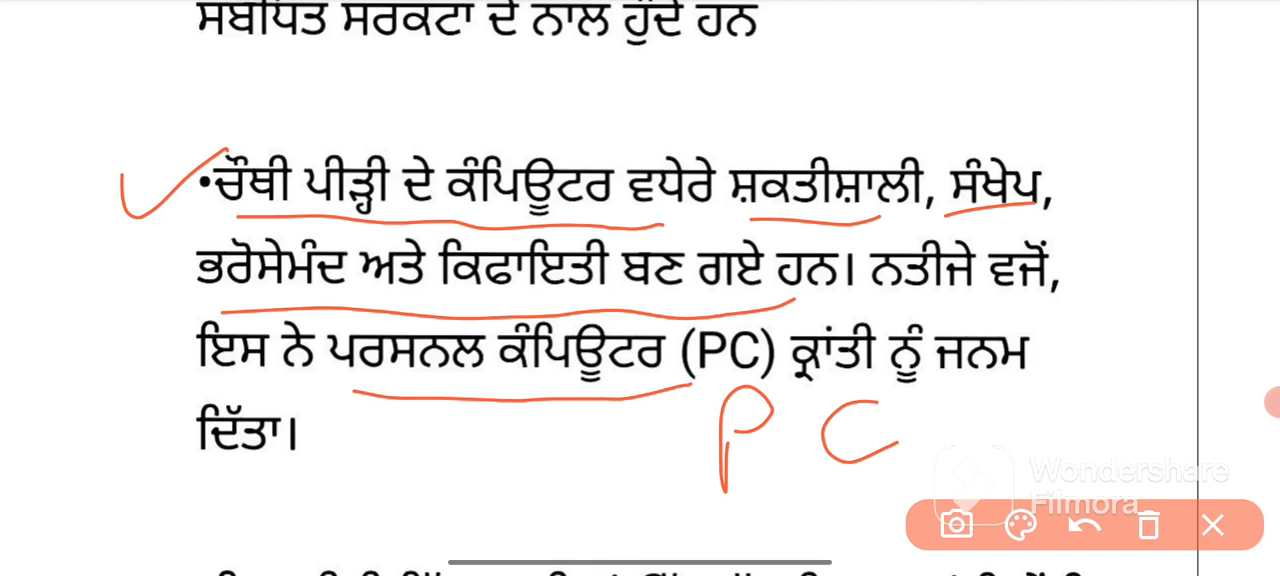 ਸਬੰਧਿਤ ਸਰਕਟਾਂ ਦੇ ਨਾਲ ਹੁੰਦੇ ਹਨ
•ਚੌਥੀ ਪੀੜ੍ਹੀ ਦੇ ਕੰਪਿਊਟਰ ਵਧੇਰੇ ਸ਼ਕਤੀਸ਼ਾਲੀ, ਸੰਖੇਪ,
ਭਰੋਸੇਮੰਦ ਅਤੇ ਕਿਫਾਇਤੀ ਬਣ ਗਏ ਹਨ। ਨਤੀਜੇ ਵਜੋਂ,
ਇਸ ਨੇ ਪਰਸਨਲ ਕੰਪਿਊਟਰ (PC) ਕ੍ਰਾਂਤੀ ਨੂੰ ਜਨਮ
ਦਿੱਤਾ।
PC
Wondershare
Filmora